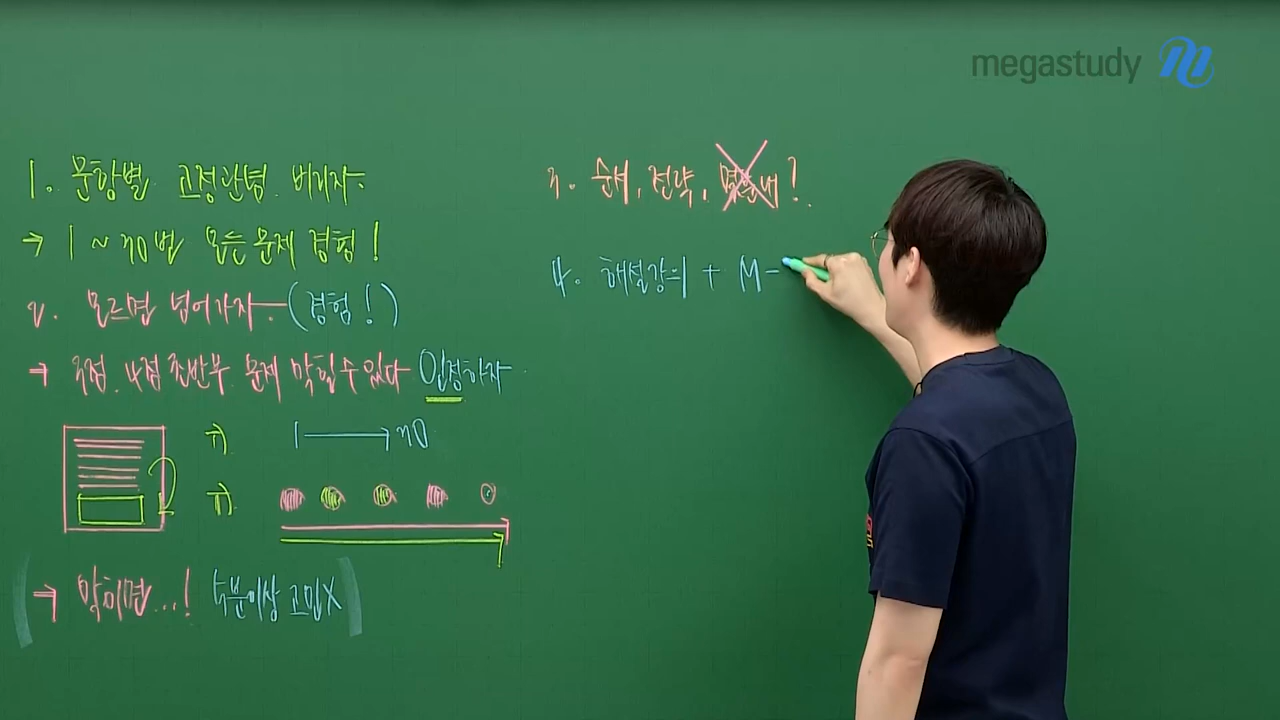 megastudy
1. 문항별 고정관념 버리자.
→ 1 ~ 30번 모든 문제 경험!
2. 모르면 넘어가자. (경험!)
→ 3점, 4점 초반부 문제 막힐 수 있다 인정하자
i) 1 → 30
ii)
→ 막히면...! 5분이상 고민X
3. 순서, 전략,
4. 해설강의 + M-